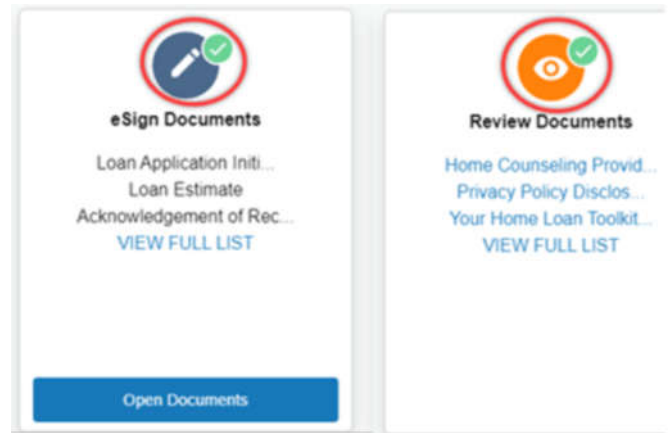 eSign Documents
Loan Application Initi...
Loan Estimate
Acknowledgement of Rec...
VIEW FULL LIST
Open Documents
Review Documents
Home Counseling Provid...
Privacy Policy Disclos...
Your Home Loan Toolkit...
VIEW FULL LIST